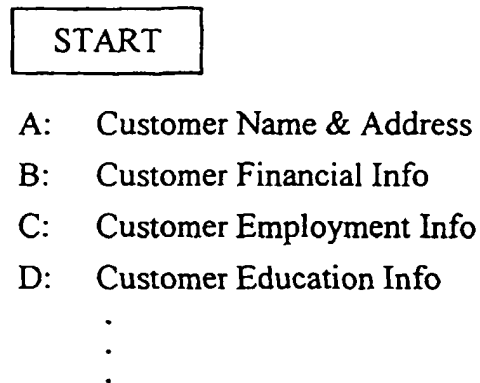 START
A: Customer Name & Address
B: Customer Financial Info
C: Customer Employment Info
D: Customer Education Info
.
.
.